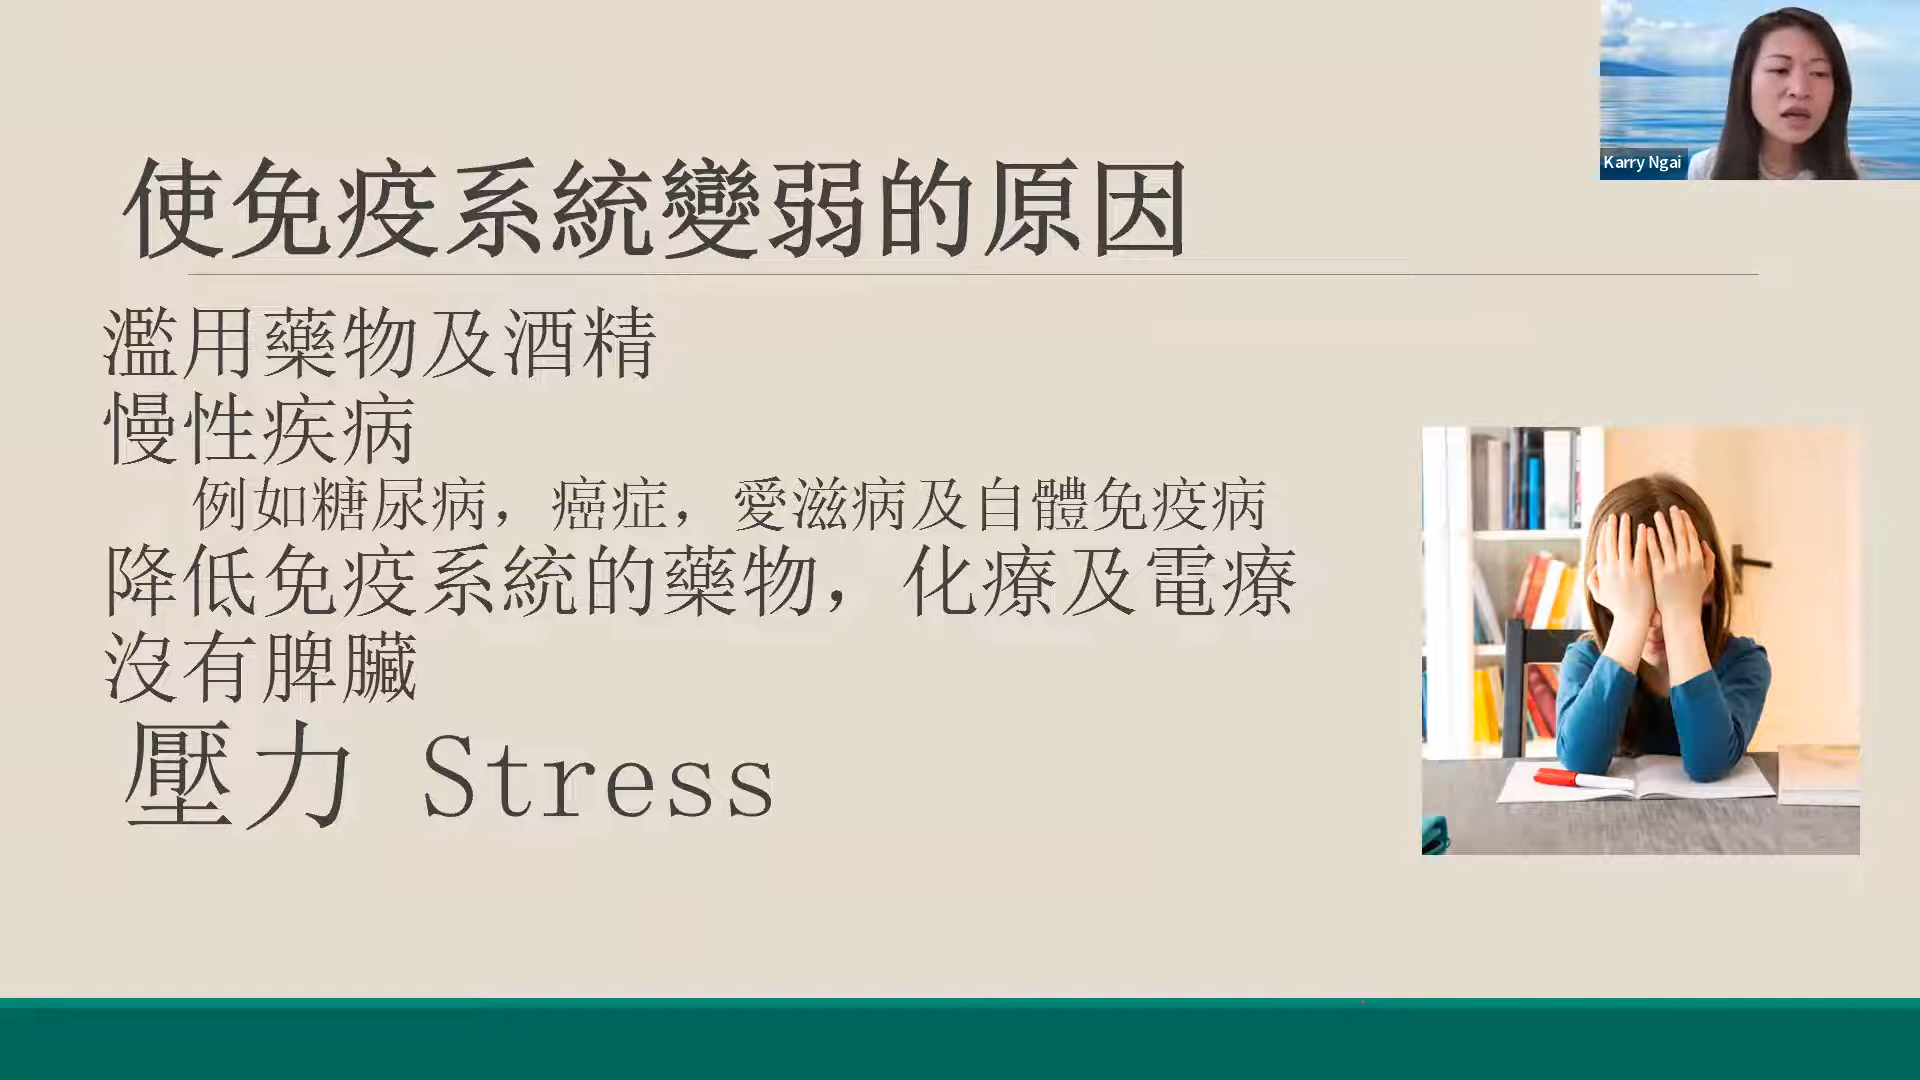 使免疫系統變弱的原因
濫用藥物及酒精
慢性疾病
例如糖尿病，癌症，愛滋病及自體免疫病
降低免疫系統的藥物，化療及電療
沒有脾臟
壓力 Stress
Karry Ngai